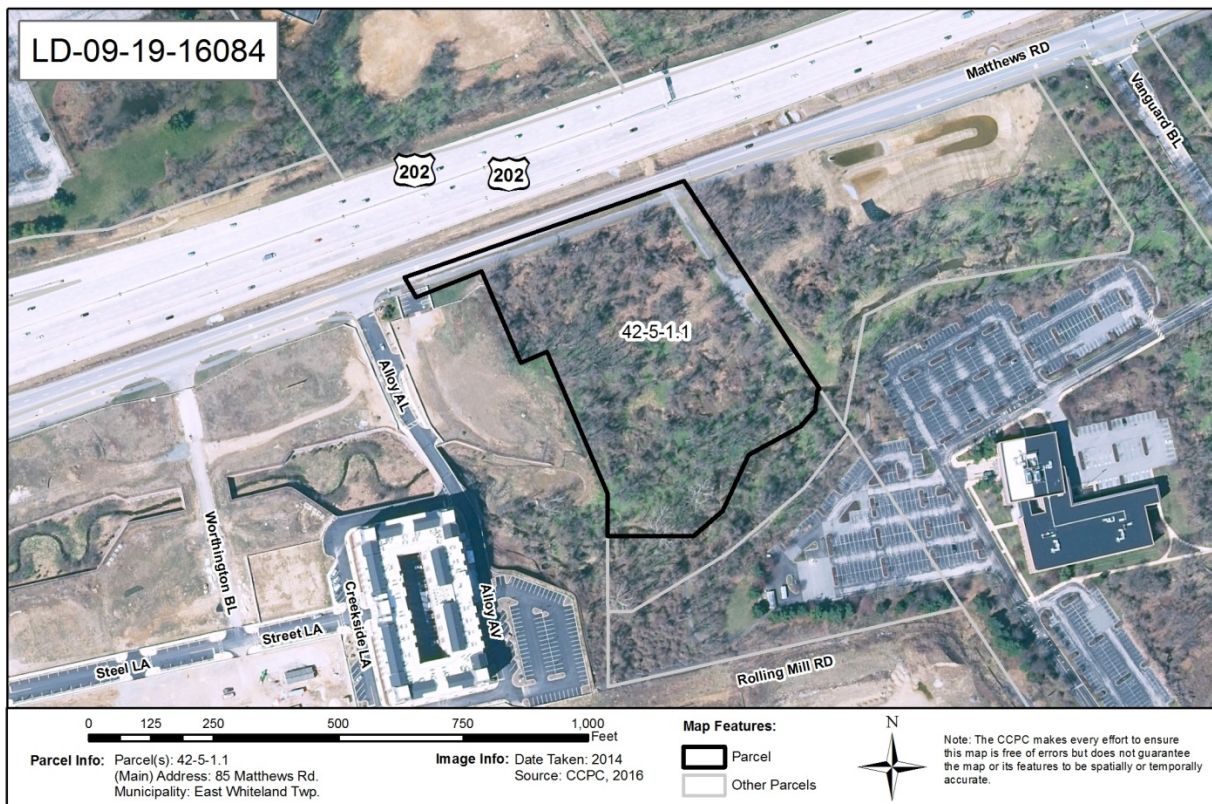 LD-09-19-16084
Matthews RD
Vanguard BL
202
202
42-5-1.1
Alloy AL
Worthington BL
Creekside LA
Alloy AV
Street LA
Steel LA
Rolling Mill RD
0 125 250 500 750 1,000
Feet
Parcel Info: Parcel(s): 42-5-1.1
(Main) Address: 85 Matthews Rd.
Municipality: East Whiteland Twp.
Image Info: Date Taken: 2014
Source: CCPC, 2016
Map Features:
Parcel
Other Parcels
N
Note: The CCPC makes every effort to ensure
this map is free of errors but does not guarantee
the map or its features to be spatially or temporally
accurate.